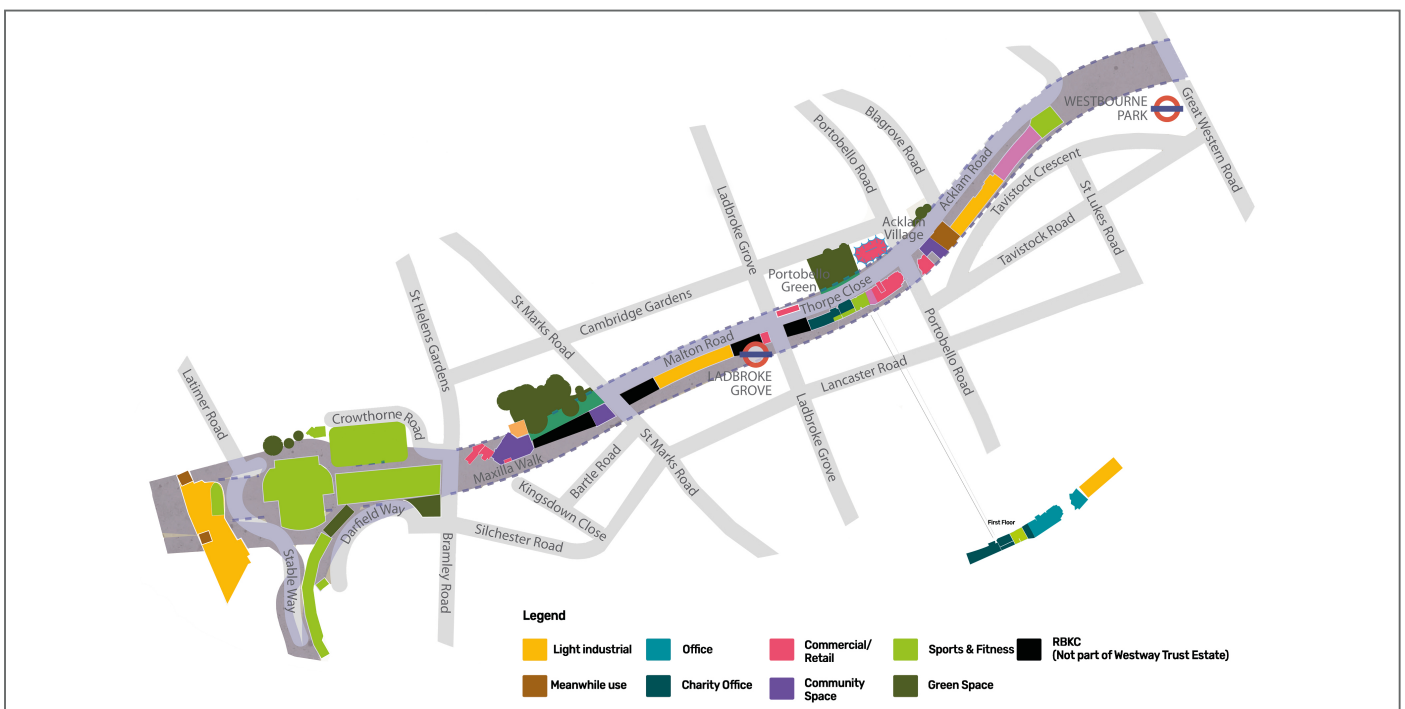 WESTBOURNE
PARK
Great Western Road
Blagrove Road
Portobello Road
Acklam Road
Tavistock Crescent
St Lukes Road
Tavistock Road
Acklam
Village
Ladbroke Grove
Portobello
Green
Thorpe Close
Cambridge Gardens
St Marks Road
St Helens Gardens
Malton Road
LADBROKE
GROVE
Lancaster Road
Portobello Road
Ladbroke Grove
Latimer Road
Crowthorne Road
Maxilla Walk
St Marks Road
Bartle Road
Kingsdown Close
Silchester Road
Darfield Way
Bramley Road
Stable Way
First Floor
Legend
Light industrial
Office
Commercial/
Retail
Sports & Fitness
RBKC
(Not part of Westway Trust Estate)
Meanwhile use
Charity Office
Community
Space
Green Space